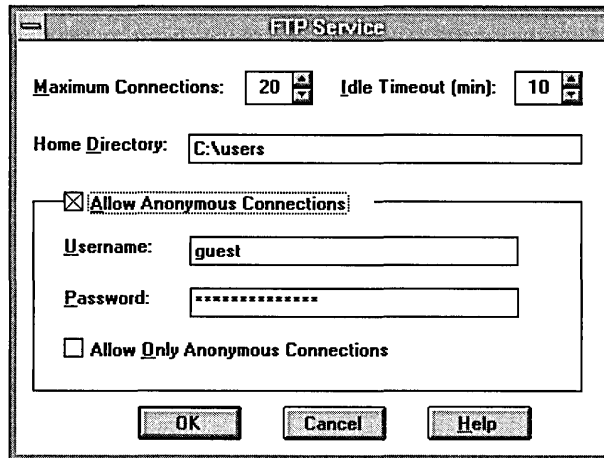 FTP Service
Maximum Connections: 20 Idle Timeout (min): 10
Home Directory: C:\users
Allow Anonymous Connections
Username: guest
Password: **************
Allow Only Anonymous Connections
OK Cancel Help